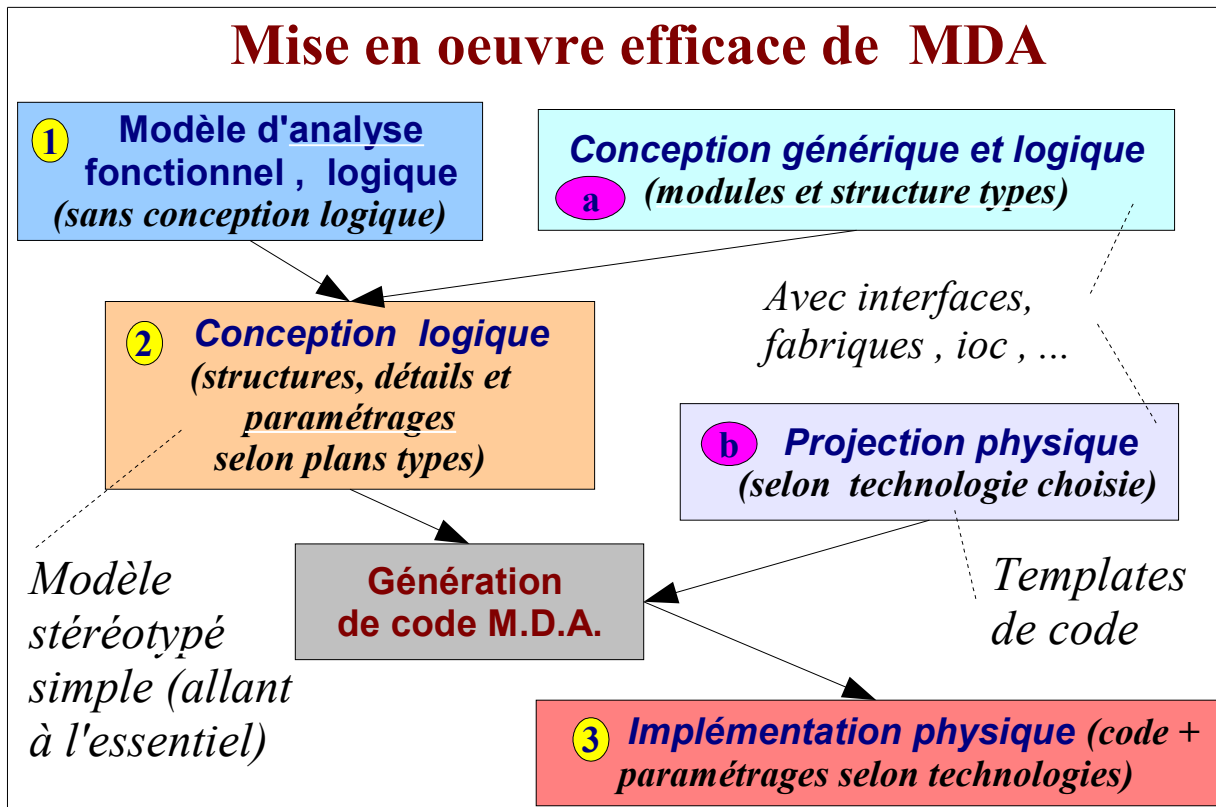 Mise en oeuvre efficace de MDA
1
Modèle d'analyse
fonctionnel , logique
(sans conception logique)
Conception générique et logique
a
(modules et structure types)
Avec interfaces,
fabriques , ioc , ...
2
Conception logique
(structures, détails et
paramétrages
selon plans types)
b
Projection physique
(selon technologie choisie)
Modèle
stéréotypé
simple (allant
à l'essentiel)
Génération
de code M.D.A.
Templates
de code
3
Implémentation physique (code +
paramétrages selon technologies)